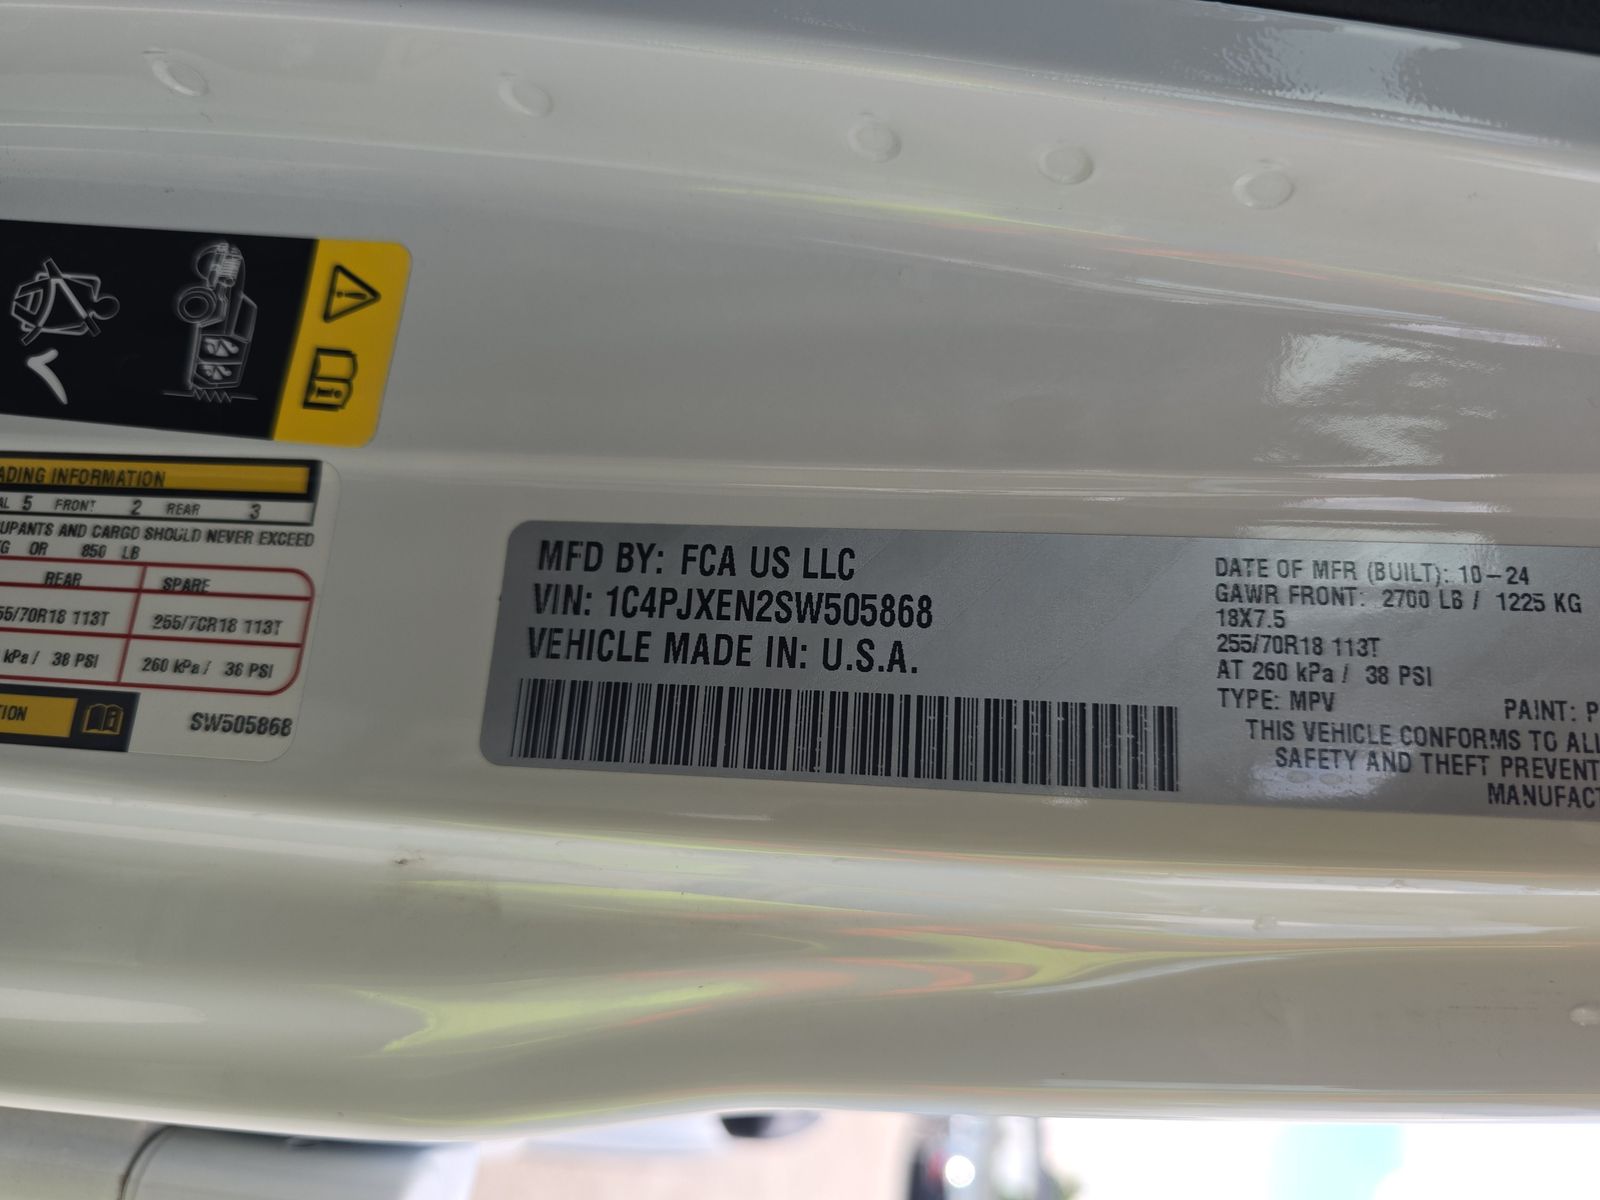 ADING INFORMATION
AL 5 FRONT 2 REAR 3
UPANTS AND CARGO SHOULD NEVER EXCEED
KG OR 850 LB
REAR SPARE
55/70R18 113T 255/70R18 113T
kPa / 38 PSI 260 kPa / 38 PSI
TION
SW505868
MFD BY: FCA US LLC
VIN: 1C4PJXEN2SW505868
VEHICLE MADE IN: U.S.A.
DATE OF MFR (BUILT): 10-24
GAWR FRONT: 2700 LB / 1225 KG
18X7.5
255/70R18 113T
AT 260 kPa / 38 PSI
TYPE: MPV PAINT: P
THIS VEHICLE CONFORMS TO ALL
SAFETY AND THEFT PREVENT
MANUFACT